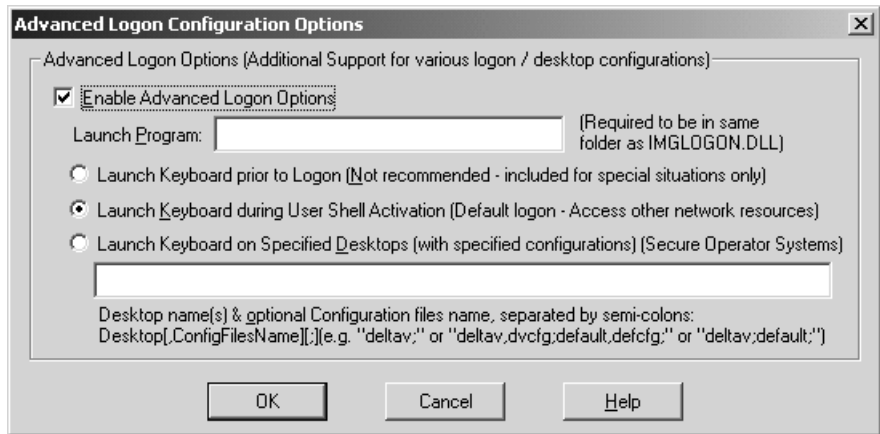 Advanced Logon Configuration Options
Advanced Logon Options (Additional Support for various logon / desktop configurations)
Enable Advanced Logon Options
Launch Program:
(Required to be in same
folder as IMGLOGON.DLL)
Launch Keyboard prior to Logon (Not recommended - included for special situations only)
Launch Keyboard during User Shell Activation (Default logon - Access other network resources)
Launch Keyboard on Specified Desktops (with specified configurations) (Secure Operator Systems)
Desktop name(s) & optional Configuration files name, separated by semi-colons:
Desktop[,ConfigFilesName][;](e.g. "deltav;" or "deltav,dvcfg;default,defcfg;" or "deltav;default;")
OK
Cancel
Help